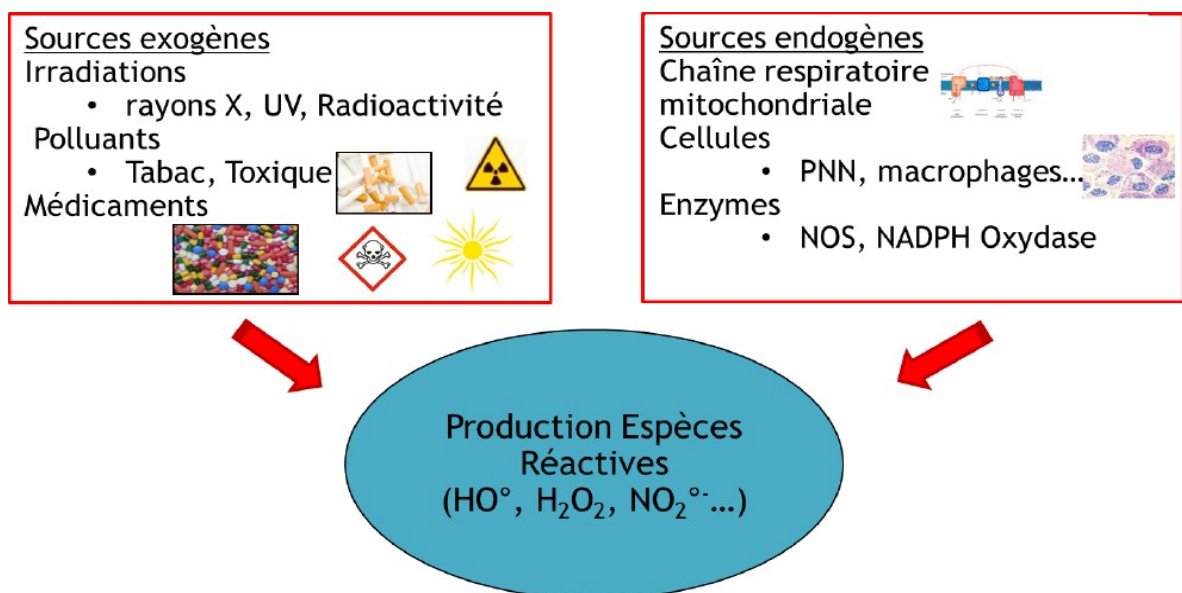 Sources exogènes
Irradiations
• rayons X, UV, Radioactivité
Polluants
• Tabac, Toxique
Médicaments
Sources endogènes
Chaîne respiratoire
mitochondriale
Cellules
• PNN, macrophages…
Enzymes
• NOS, NADPH Oxydase
Production Espèces
Réactives
(HO°, H₂O₂, NO₂°⁻…)